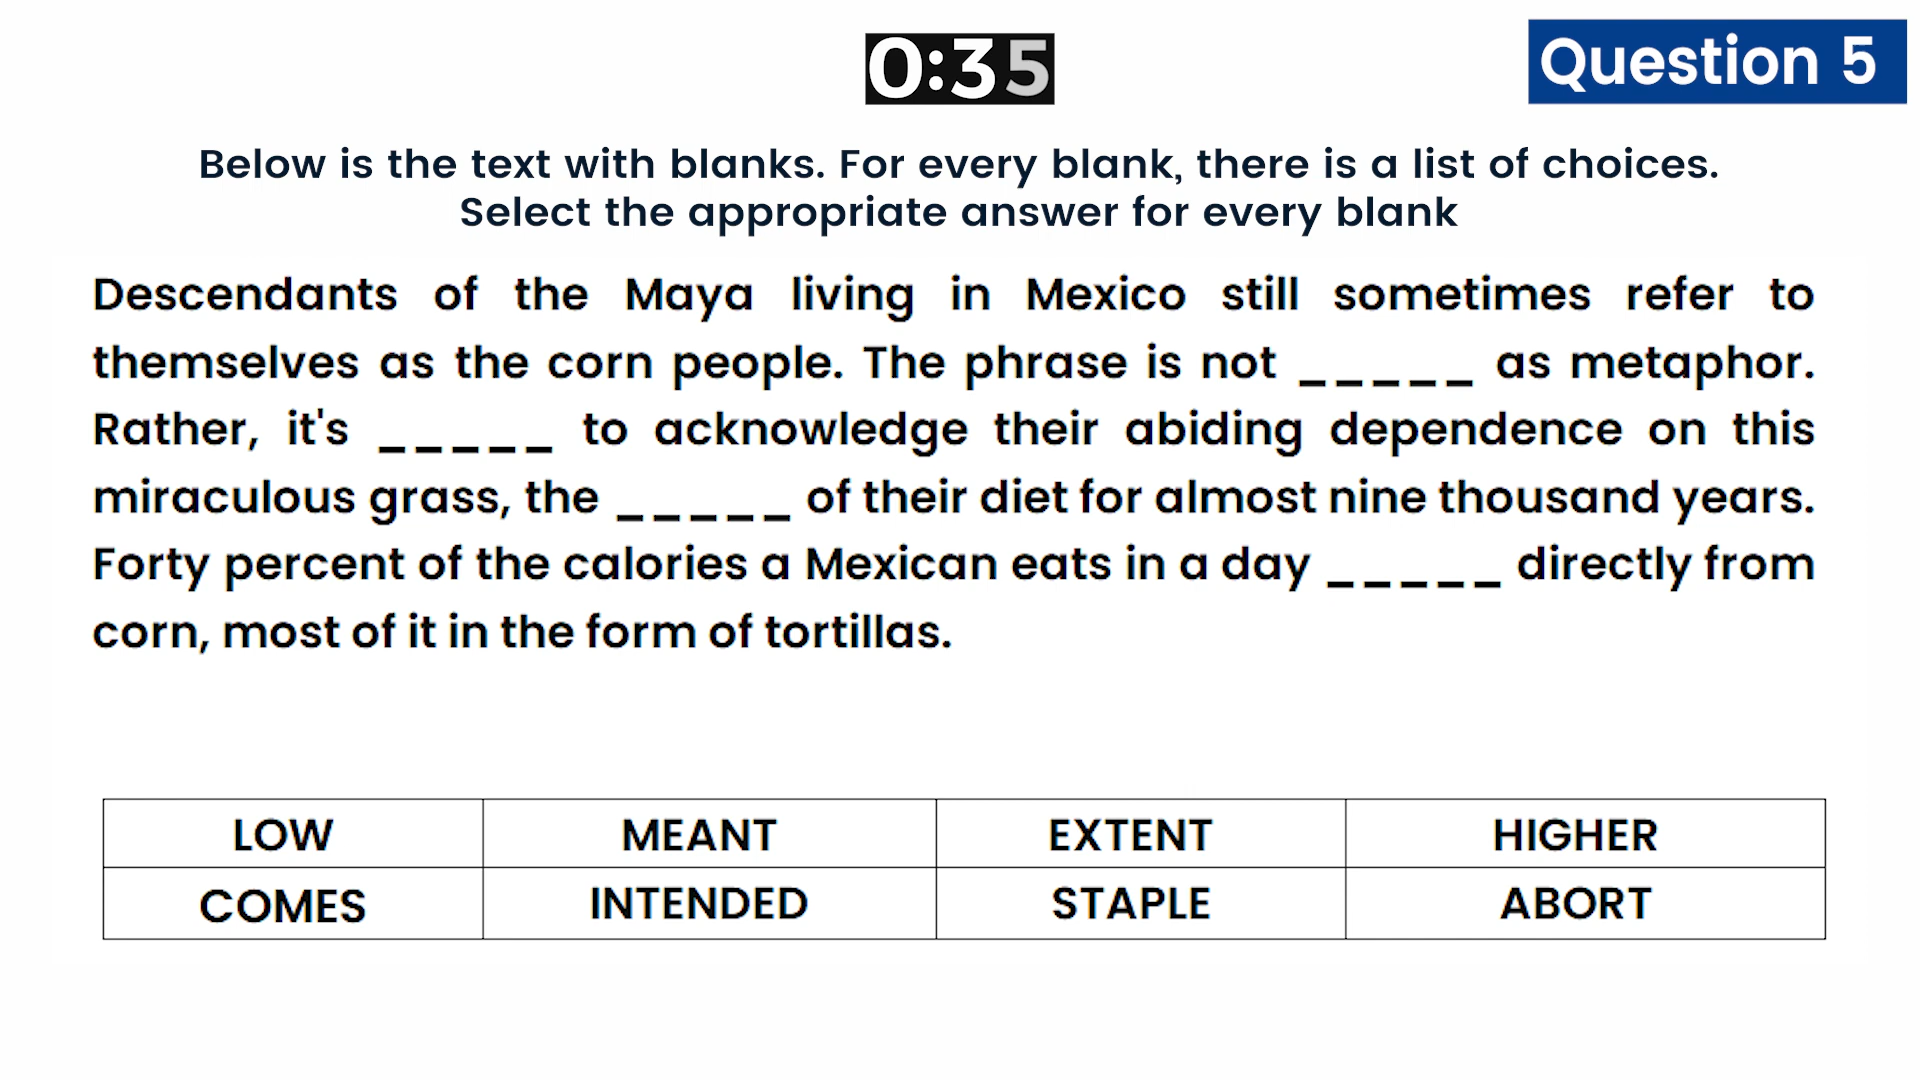 0:35
Question 5
Below is the text with blanks. For every blank, there is a list of choices.
Select the appropriate answer for every blank
Descendants of the Maya living in Mexico still sometimes refer to
themselves as the corn people. The phrase is not _____ as metaphor.
Rather, it's _____ to acknowledge their abiding dependence on this
miraculous grass, the _____ of their diet for almost nine thousand years.
Forty percent of the calories a Mexican eats in a day _____ directly from
corn, most of it in the form of tortillas.
LOW MEANT EXTENT HIGHER
COMES INTENDED STAPLE ABORT